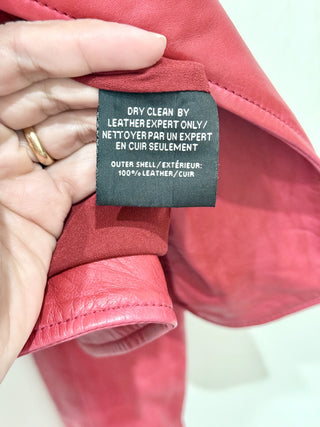 DRY CLEAN BY
LEATHER EXPERT ONLY/
NETTOYER PAR UN EXPERT
EN CUIR SEULEMENT
OUTER SHELL/EXTÉRIEUR:
100% LEATHER/CUIR